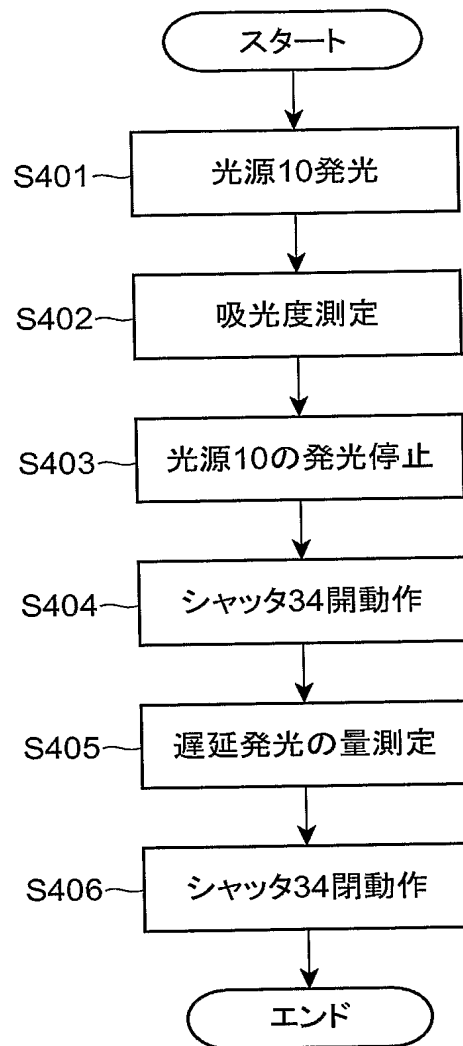 スタート
S401 光源10発光
S402 吸光度測定
S403 光源10の発光停止
S404 シャッタ34開動作
S405 遅延発光の量測定
S406 シャッタ34閉動作
エンド